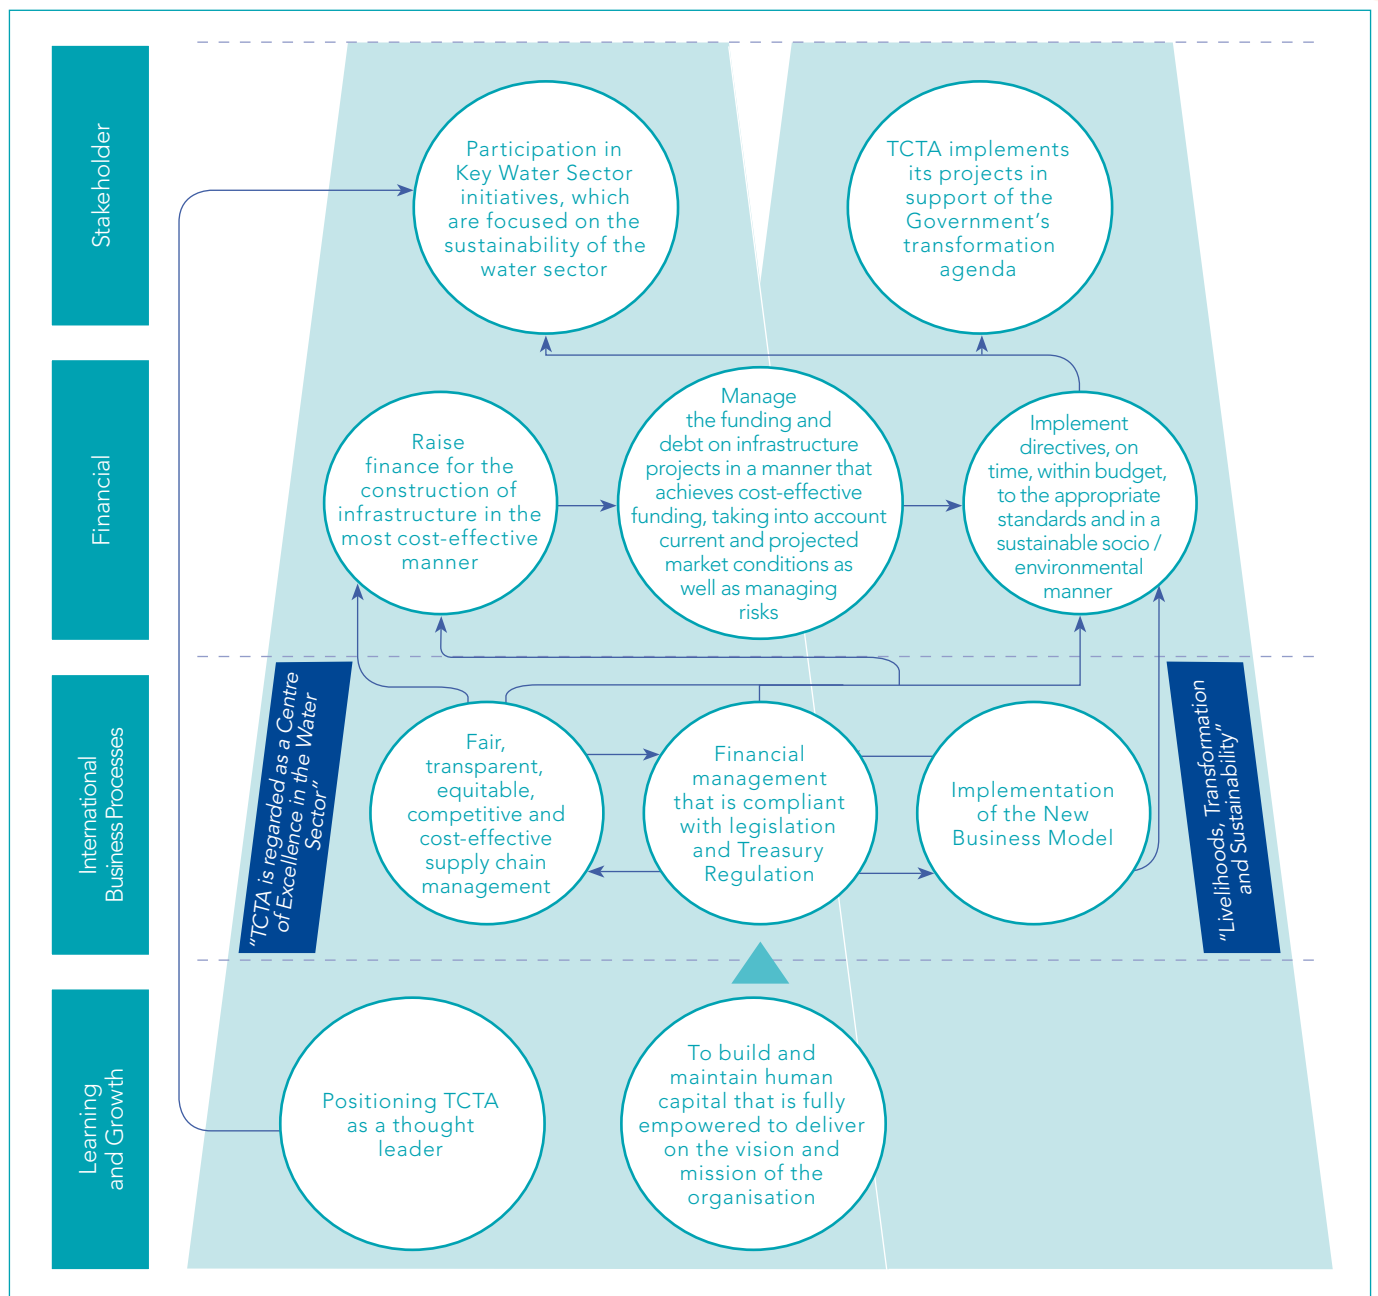 Stakeholder
Participation in
Key Water Sector
initiatives, which
are focused on the
sustainability of the
water sector
TCTA implements
its projects in
support of the
Government's
transformation
agenda
Financial
Raise
finance for the
construction of
infrastructure in the
most cost-effective
manner
Manage
the funding and
debt on infrastructure
projects in a manner that
achieves cost-effective
funding, taking into account
current and projected
market conditions as
well as managing
risks
Implement
directives, on
time, within budget,
to the appropriate
standards and in a
sustainable socio /
environmental
manner
International
Business Processes
"TCTA is regarded as a Centre
of Excellence in the Water
Sector"
Fair,
transparent,
equitable,
competitive and
cost-effective
supply chain
management
Financial
management
that is compliant
with legislation
and Treasury
Regulation
Implementation
of the New
Business Model
"Livelihoods, Transformation
and Sustainability"
Learning
and Growth
Positioning TCTA
as a thought
leader
To build and
maintain human
capital that is fully
empowered to deliver
on the vision and
mission of the
organisation